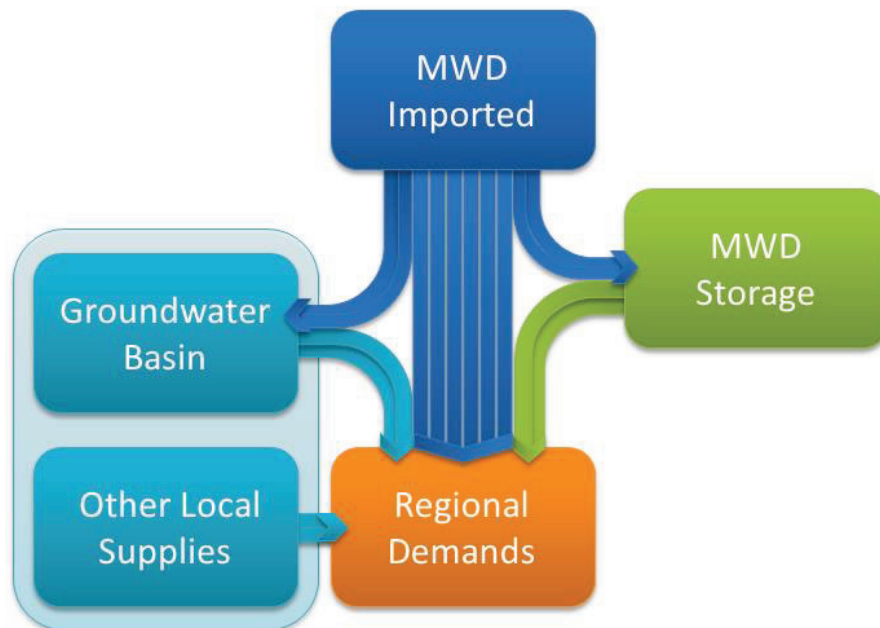 MWD
Imported
MWD
Storage
Groundwater
Basin
Other Local
Supplies
Regional
Demands